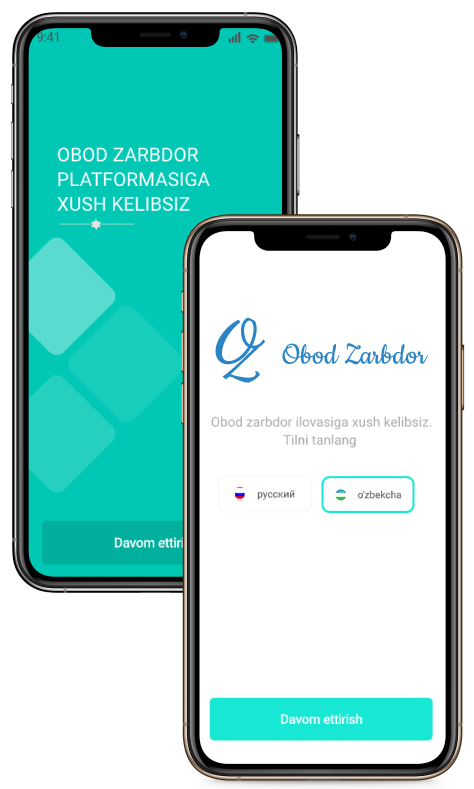 9:41
OBOD ZARBDOR
PLATFORMASIGA
XUSH KELIBSIZ
Davom ettiri
OZ
Obod Zarbdor
Obod zarbdor ilovasiga xush kelibsiz.
Tilni tanlang
русский
o'zbekcha
Davom ettirish